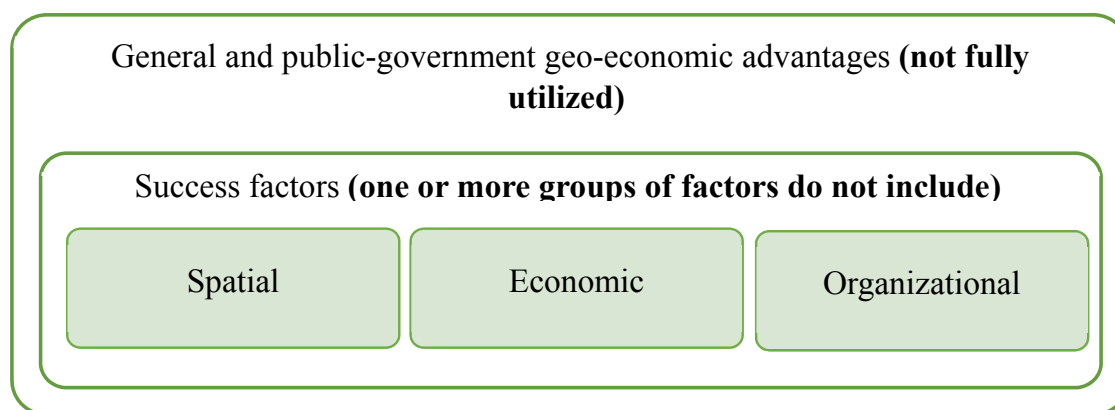 General and public-government geo-economic advantages (not fully
utilized)
Success factors (one or more groups of factors do not include)
Spatial
Economic
Organizational